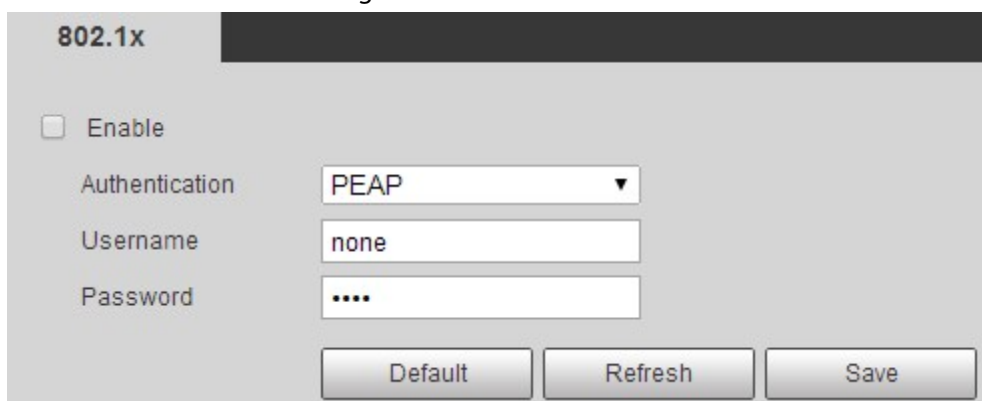 802.1x
Enable
Authentication PEAP
Username none
Password ••••
Default Refresh Save